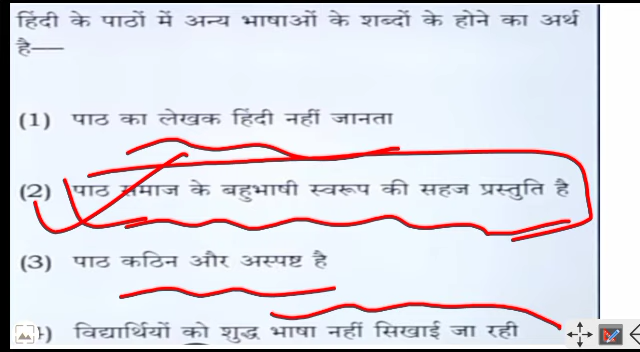 हिंदी के पाठों में अन्य भाषाओं के शब्दों के होने का अर्थ
है—
(1) पाठ का लेखक हिंदी नहीं जानता
(2) पाठ समाज के बहुभाषी स्वरूप की सहज प्रस्तुति है
(3) पाठ कठिन और अस्पष्ट है
विद्यार्थियों को शुद्ध भाषा नहीं सिखाई जा रही